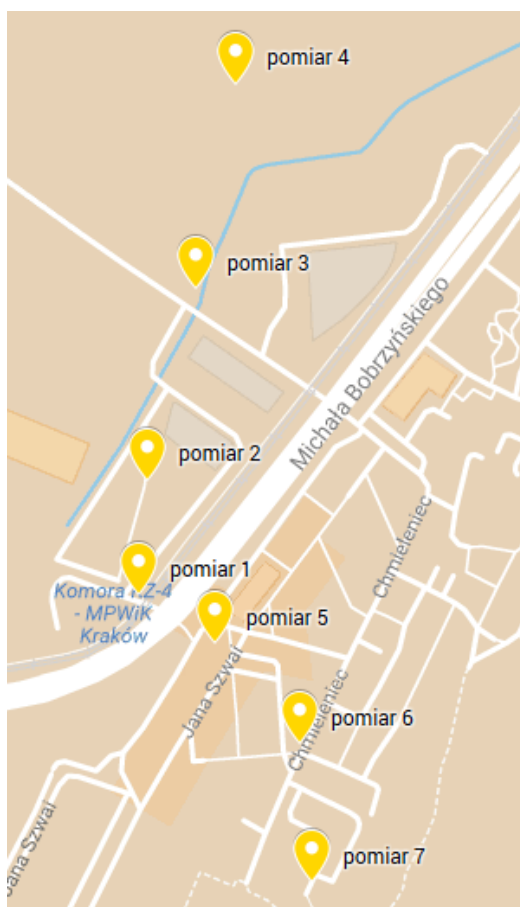 pomiar 4
pomiar 3
Michała Bobrzyńskiego
pomiar 2
Chmieleniec
pomiar 1
Komora
Z-4
- MPWiK
Kraków
pomiar 5
Jana Szwai
pomiar 6
Chmieleniec
Jana Szwai
pomiar 7